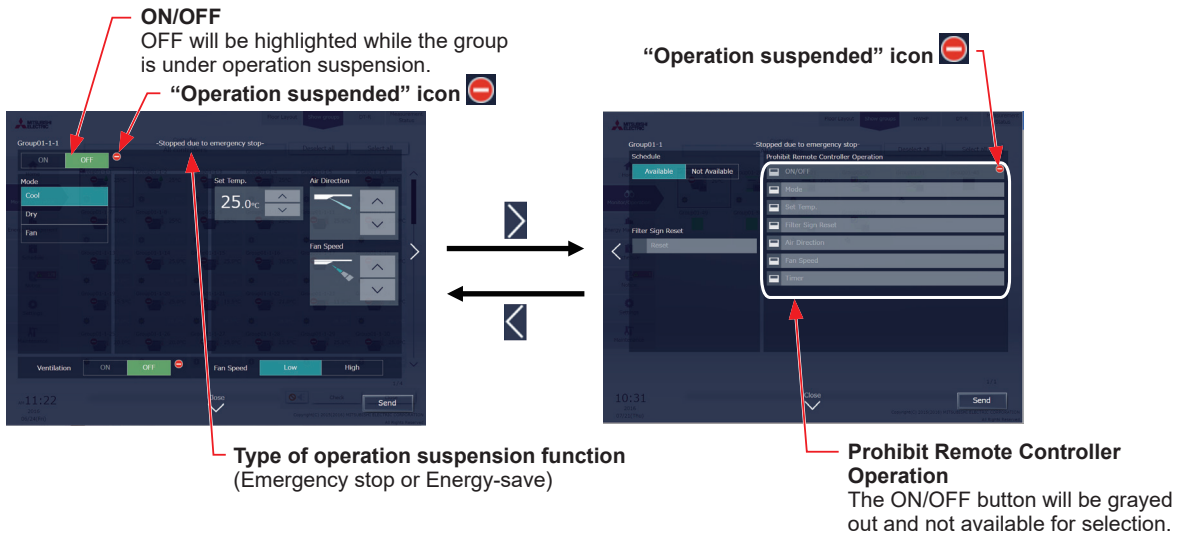 ON/OFF
OFF will be highlighted while the group
is under operation suspension.
“Operation suspended” icon
“Operation suspended” icon
MITSUBISHI
ELECTRIC
Group01-1-1
-Stopped due to emergency stop-
ON
OFF
Mode
Cool
Dry
Fan
Set Temp.
25.0°C
Air Direction
Fan Speed
Ventilation
ON
OFF
Fan Speed
Low
High
11:22
Close
Send
MITSUBISHI
ELECTRIC
Group01-1
-Stopped due to emergency stop-
Schedule
Available
Not Available
Filter Sign Reset
Reset
Prohibit Remote Controller Operation
ON/OFF
Mode
Set Temp.
Filter Sign Reset
Air Direction
Fan Speed
Timer
10:31
Close
Send
Type of operation suspension function
(Emergency stop or Energy-save)
Prohibit Remote Controller
Operation
The ON/OFF button will be grayed
out and not available for selection.